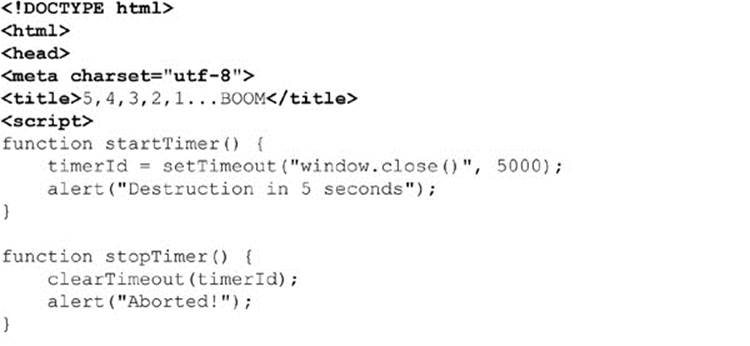 <!DOCTYPE html>
<html>
<head>
<meta charset="utf-8">
<title>5,4,3,2,1...BOOM</title>
<script>
function startTimer() {
    timerId = setTimeout("window.close()", 5000);
    alert("Destruction in 5 seconds");
}

function stopTimer() {
    clearTimeout(timerId);
    alert("Aborted!");
}